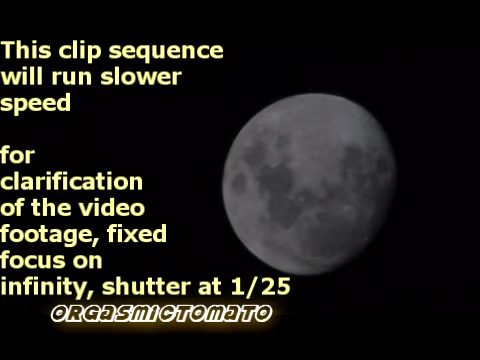 This clip sequence
will run slower
speed
for
clarification
of the video
footage, fixed
focus on
infinity, shutter at 1/25
ORGASMICTOMATO